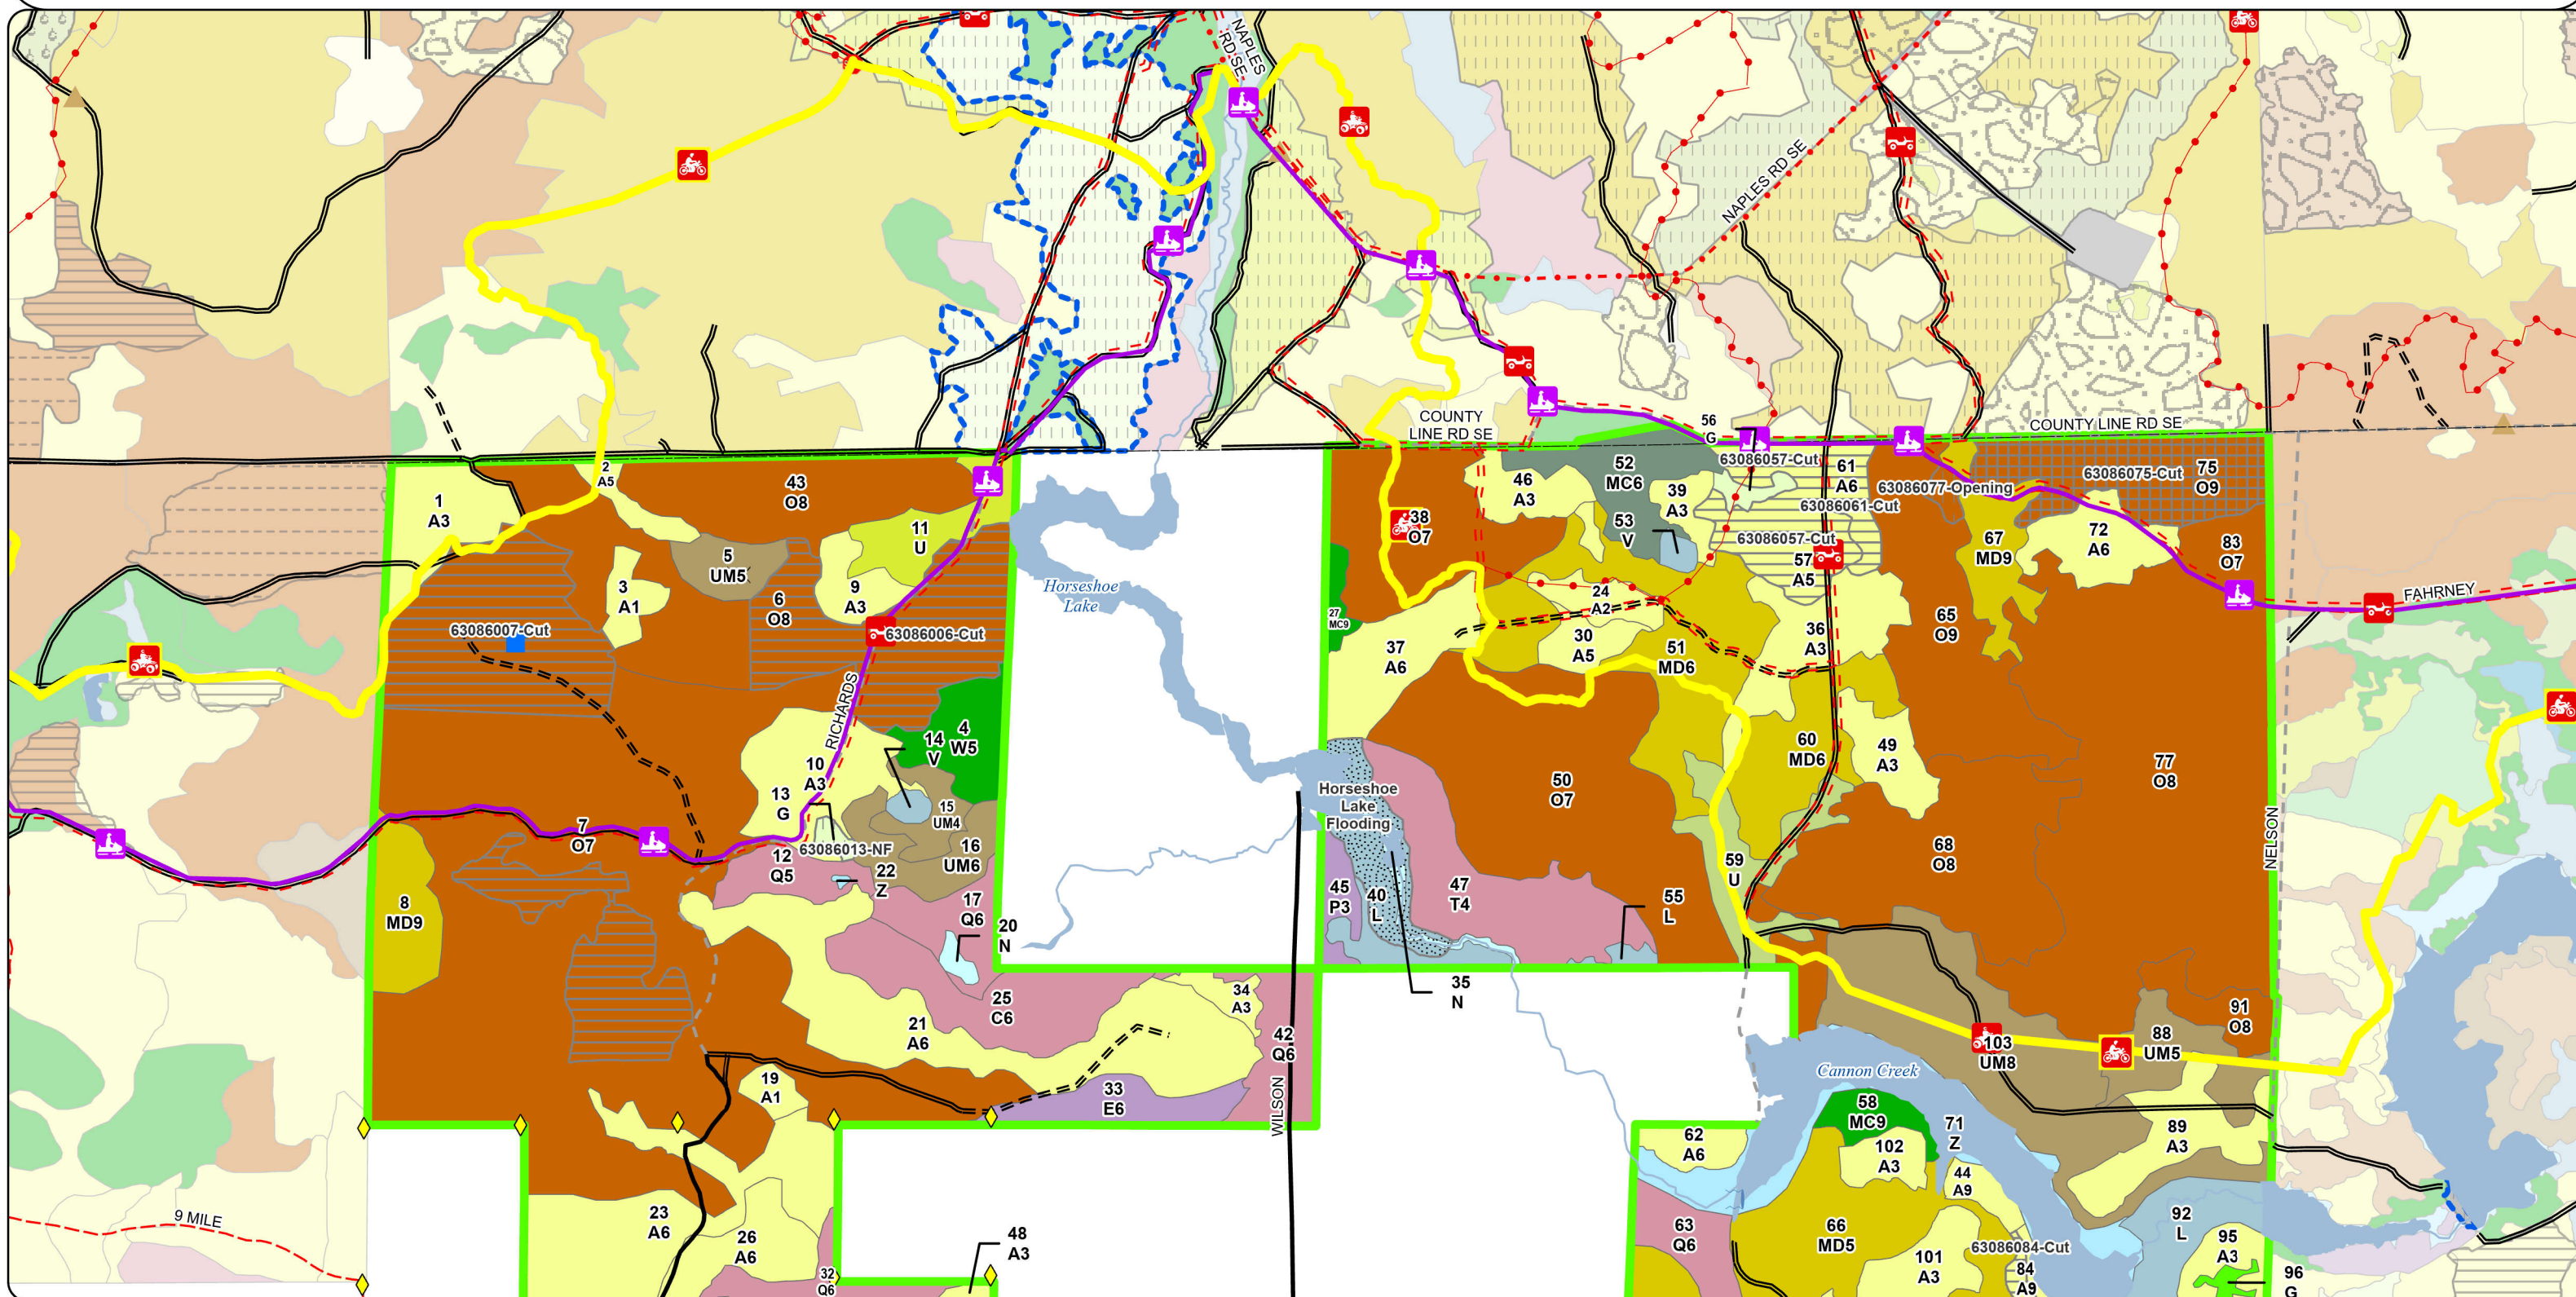 NAPLES
RD SE
NAPLES RD SE
COUNTY
LINE RD SE
COUNTY LINE RD SE
56
G
2
A5
43
O8
1
A3
46
A3
52
MC6
63086057-Cut
61
A6
63086075-Cut
75
O9
39
A3
63086077-Opening
63086061-Cut
11
U
38
O7
53
V
63086057-Cut
67
MD9
72
A6
83
O7
5
UM5
3
A1
9
A3
6
O8
57
A5
Horseshoe
Lake
24
A2
FAHRNEY
63086007-Cut
63086006-Cut
27
MC9
30
A5
36
A3
65
O9
37
A6
51
MD6
RICHARDS
14
V
4
W5
60
MD6
49
A3
10
A3
77
O8
50
O7
13
G
15
UM4
Horseshoe
Lake
Flooding
7
O7
63086013-NF
16
UM6
12
Q5
22
Z
68
O8
NELSON
59
U
8
MD9
17
Q6
20
N
45
P3
40
L
47
T4
55
L
35
N
25
C6
34
A3
21
A6
42
Q6
91
O8
103
UM8
88
UM5
Cannon Creek
19
A1
33
E6
WILSON
58
MC9
71
Z
62
A6
102
A3
89
A3
44
A9
9 MILE
23
A6
26
A6
48
A3
63
Q6
66
MD5
92
L
95
A3
63086084-Cut
101
A3
84
A9
32
Q6
96
G